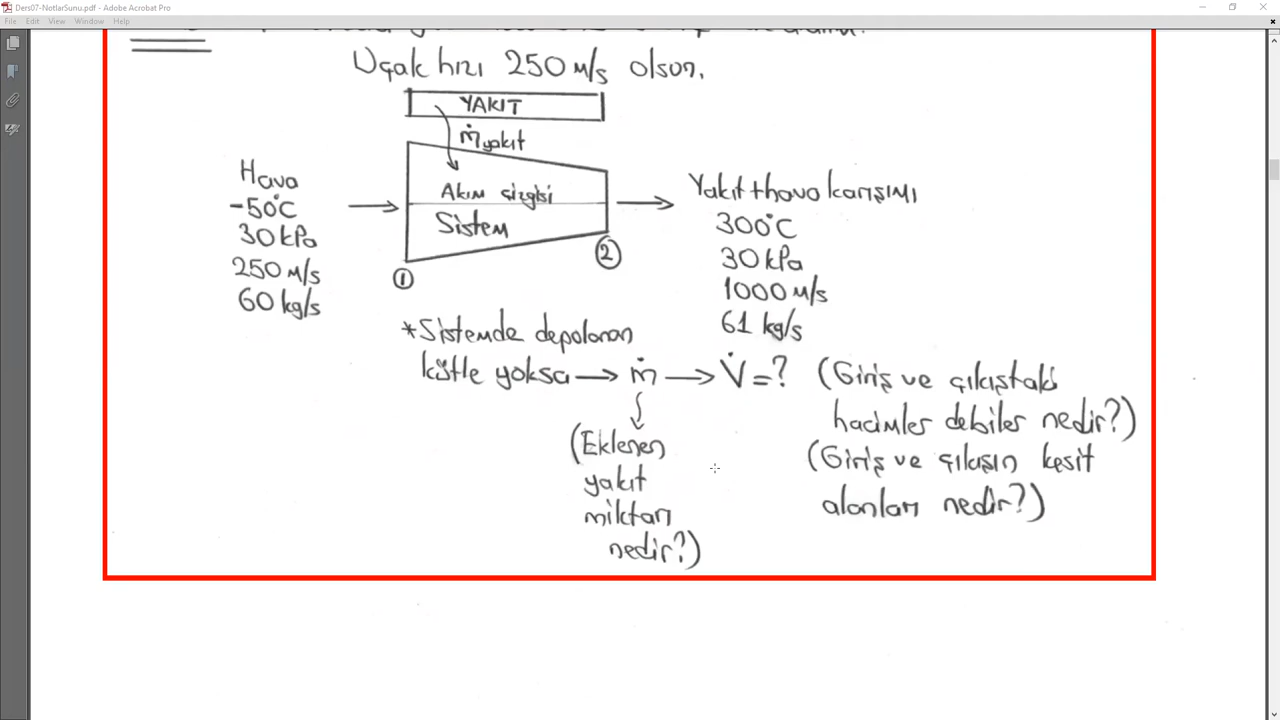 Ders07-NotlarSunu.pdf - Adobe Acrobat Pro
File Edit View Window Help
Uçak hızı 250 m/s olsun.
YAKIT
ṁyakıt
Hava
-50°C
30 kPa
250 m/s
60 kg/s
Akım çizgisi
Sistem
①
②
Yakıt+hava karışımı
300°C
30 kPa
1000 m/s
61 kg/s
*Sistemde depolanan
kütle yoksa → ṁ → V̇=?
(Eklenen
yakıt
miktarı
nedir?)
(Giriş ve çıkıştaki
hacimler debiler nedir?)
(Giriş ve çıkışın kesit
alanları nedir?)